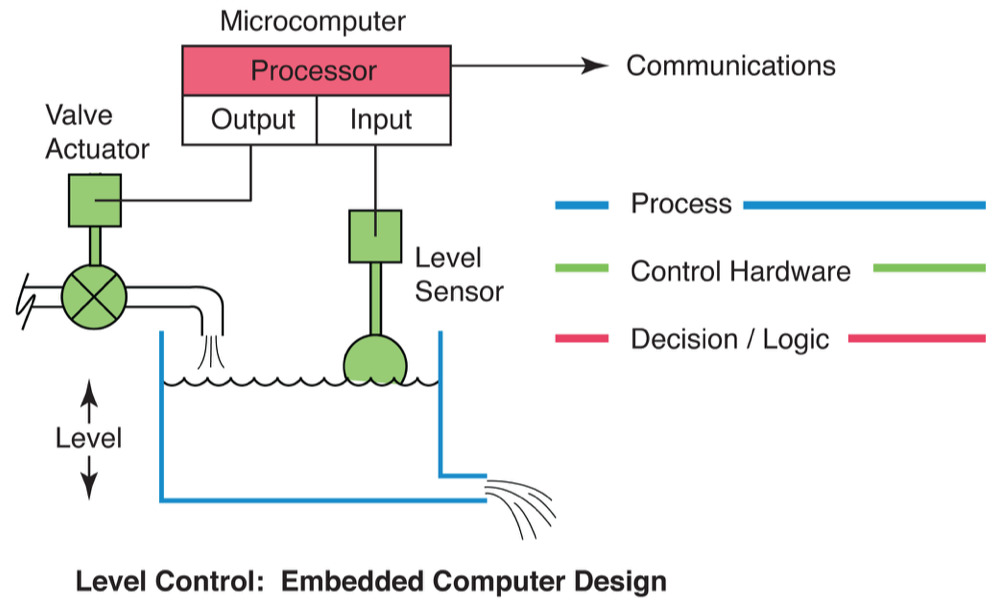 Microcomputer
Processor
Communications
Output
Input
Valve
Actuator
Process
Level
Sensor
Control Hardware
Decision / Logic
Level
Level Control: Embedded Computer Design